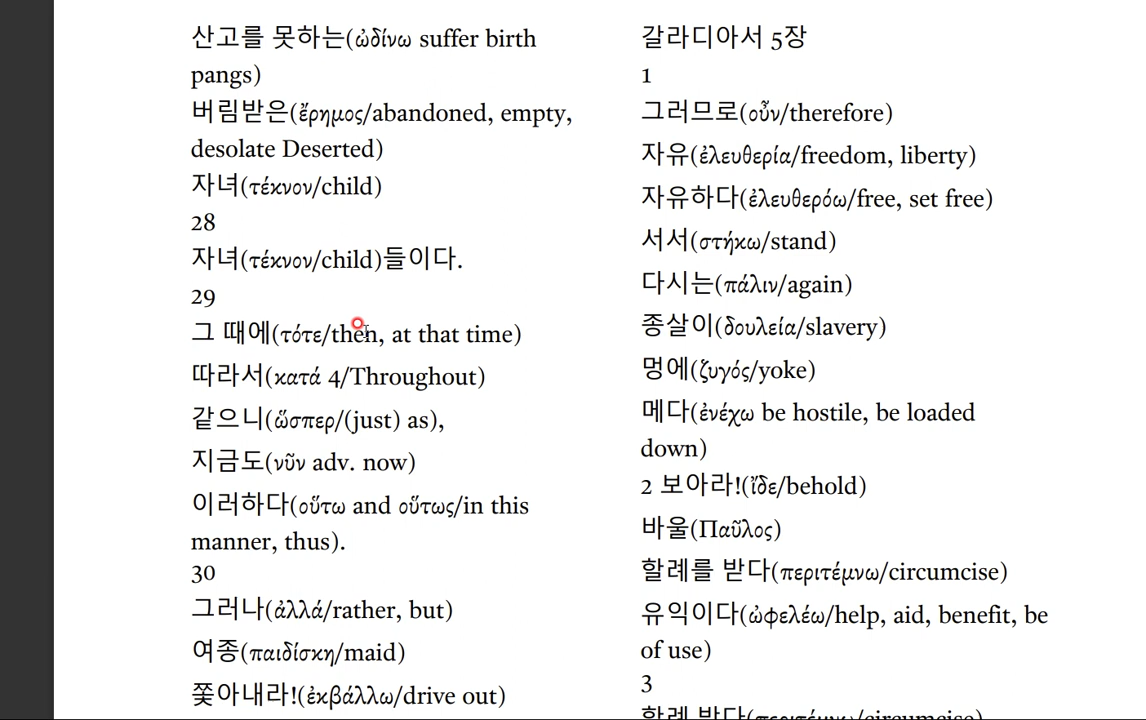 산고를 못하는(ὠδίνω suffer birth
pangs)
버림받은(ἔρημος/abandoned, empty,
desolate Deserted)
자녀(τέκνον/child)
28
자녀(τέκνον/child)들이다.
29
그 때에(τότε/then, at that time)
따라서(κατά 4/Throughout)
같으니(ὥσπερ/(just) as),
지금도(νῦν adv. now)
이러하다(οὕτω and οὕτως/in this
manner, thus).
30
그러나(ἀλλά/rather, but)
여종(παιδίσκη/maid)
쫓아내라!(ἐκβάλλω/drive out)
갈라디아서 5장
1
그러므로(οὖν/therefore)
자유(ἐλευθερία/freedom, liberty)
자유하다(ἐλευθερόω/free, set free)
서서(στήκω/stand)
다시는(πάλιν/again)
종살이(δουλεία/slavery)
멍에(ζυγός/yoke)
메다(ἐνέχω be hostile, be loaded
down)
2 보아라!(ἴδε/behold)
바울(Παῦλος)
할례를 받다(περιτέμνω/circumcise)
유익이다(ὠφελέω/help, aid, benefit, be
of use)
3
할례 받다(περιτέμνω/circumcise)